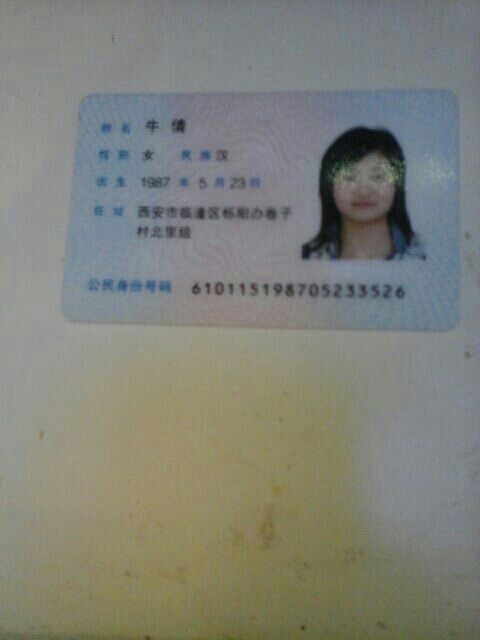 姓名 牛倩
性别 女 民族 汉
出生 1987 年 5 月 23 日
住址 西安市临潼区栎阳办卷子
村北里组
公民身份号码 610115198705233526